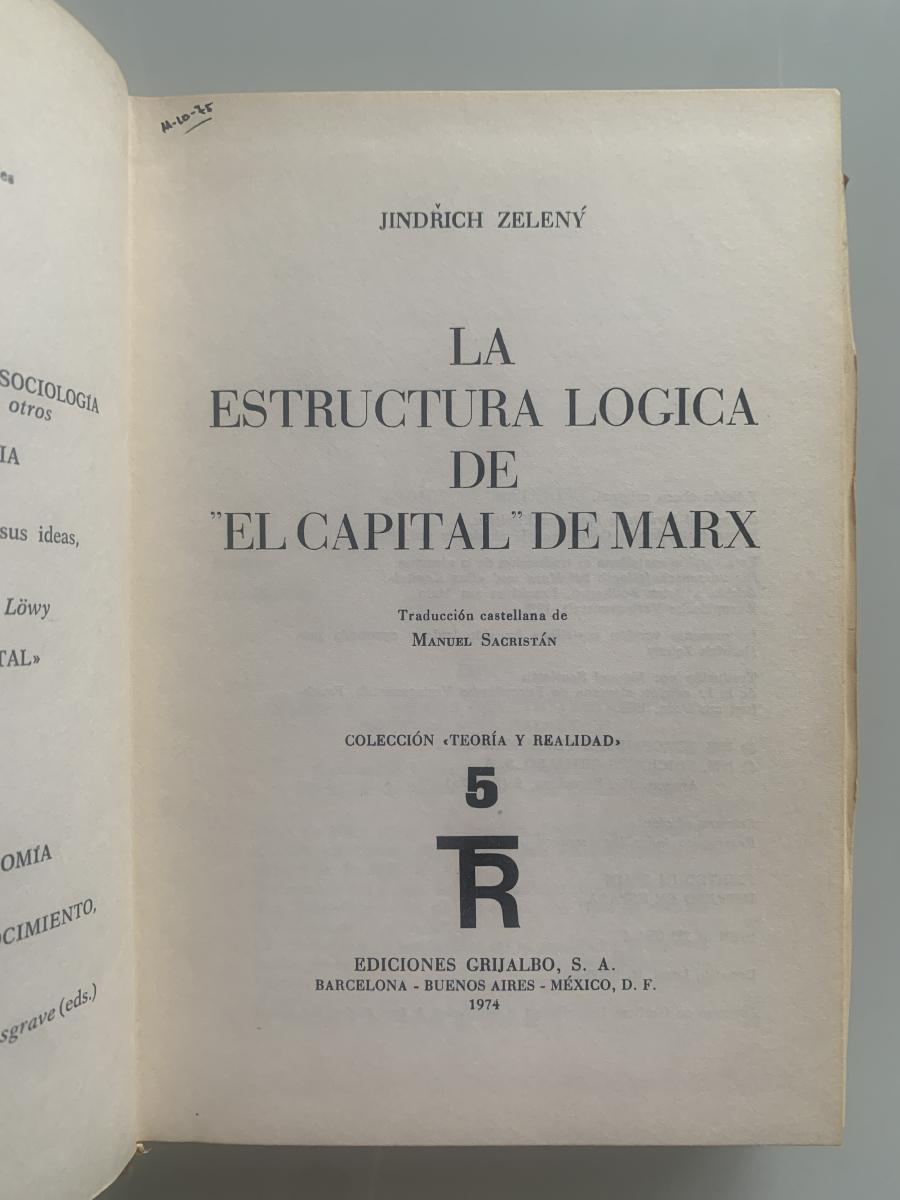 es
SOCIOLOGÍA
otros
IA
sus ideas,
Löwy
TAL»
OMÍA
OCIMIENTO,
sgrave (eds.)
11-10-75
JINDŘICH ZELENÝ
LA
ESTRUCTURA LOGICA
DE
”EL CAPITAL” DE MARX
Traducción castellana de
MANUEL SACRISTÁN
COLECCIÓN «TEORÍA Y REALIDAD»
5
TR
EDICIONES GRIJALBO, S. A.
BARCELONA - BUENOS AIRES - MÉXICO, D. F.
1974